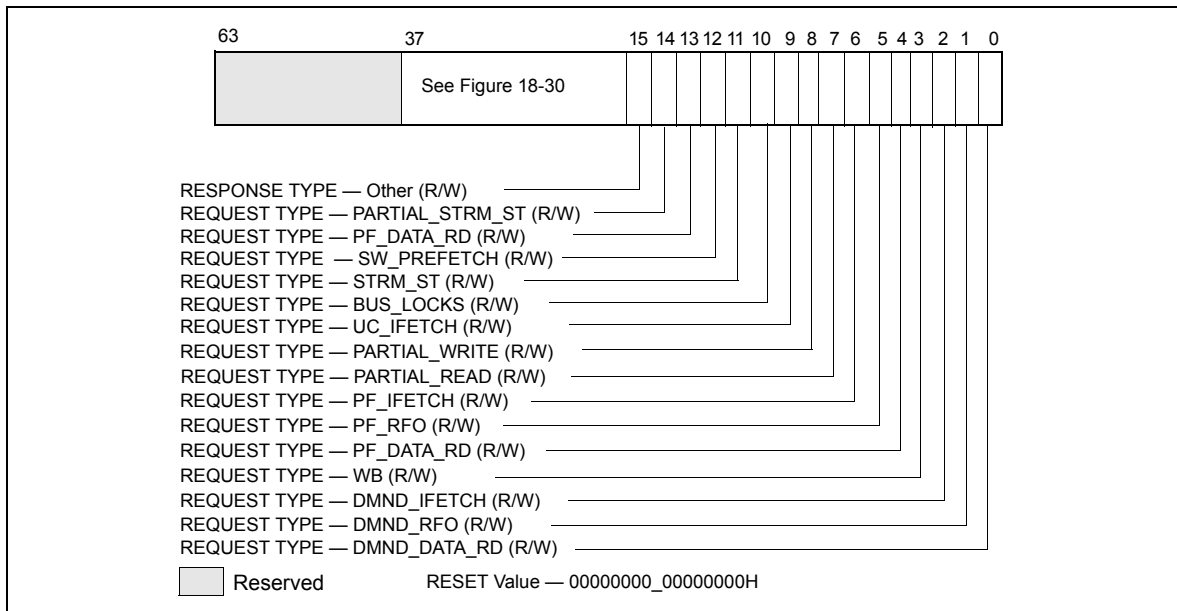 63 37 15 14 13 12 11 10 9 8 7 6 5 4 3 2 1 0
See Figure 18-30
RESPONSE TYPE — Other (R/W)
REQUEST TYPE — PARTIAL_STRM_ST (R/W)
REQUEST TYPE — PF_DATA_RD (R/W)
REQUEST TYPE — SW_PREFETCH (R/W)
REQUEST TYPE — STRM_ST (R/W)
REQUEST TYPE — BUS_LOCKS (R/W)
REQUEST TYPE — UC_IFETCH (R/W)
REQUEST TYPE — PARTIAL_WRITE (R/W)
REQUEST TYPE — PARTIAL_READ (R/W)
REQUEST TYPE — PF_IFETCH (R/W)
REQUEST TYPE — PF_RFO (R/W)
REQUEST TYPE — PF_DATA_RD (R/W)
REQUEST TYPE — WB (R/W)
REQUEST TYPE — DMND_IFETCH (R/W)
REQUEST TYPE — DMND_RFO (R/W)
REQUEST TYPE — DMND_DATA_RD (R/W)
Reserved RESET Value — 00000000_00000000H